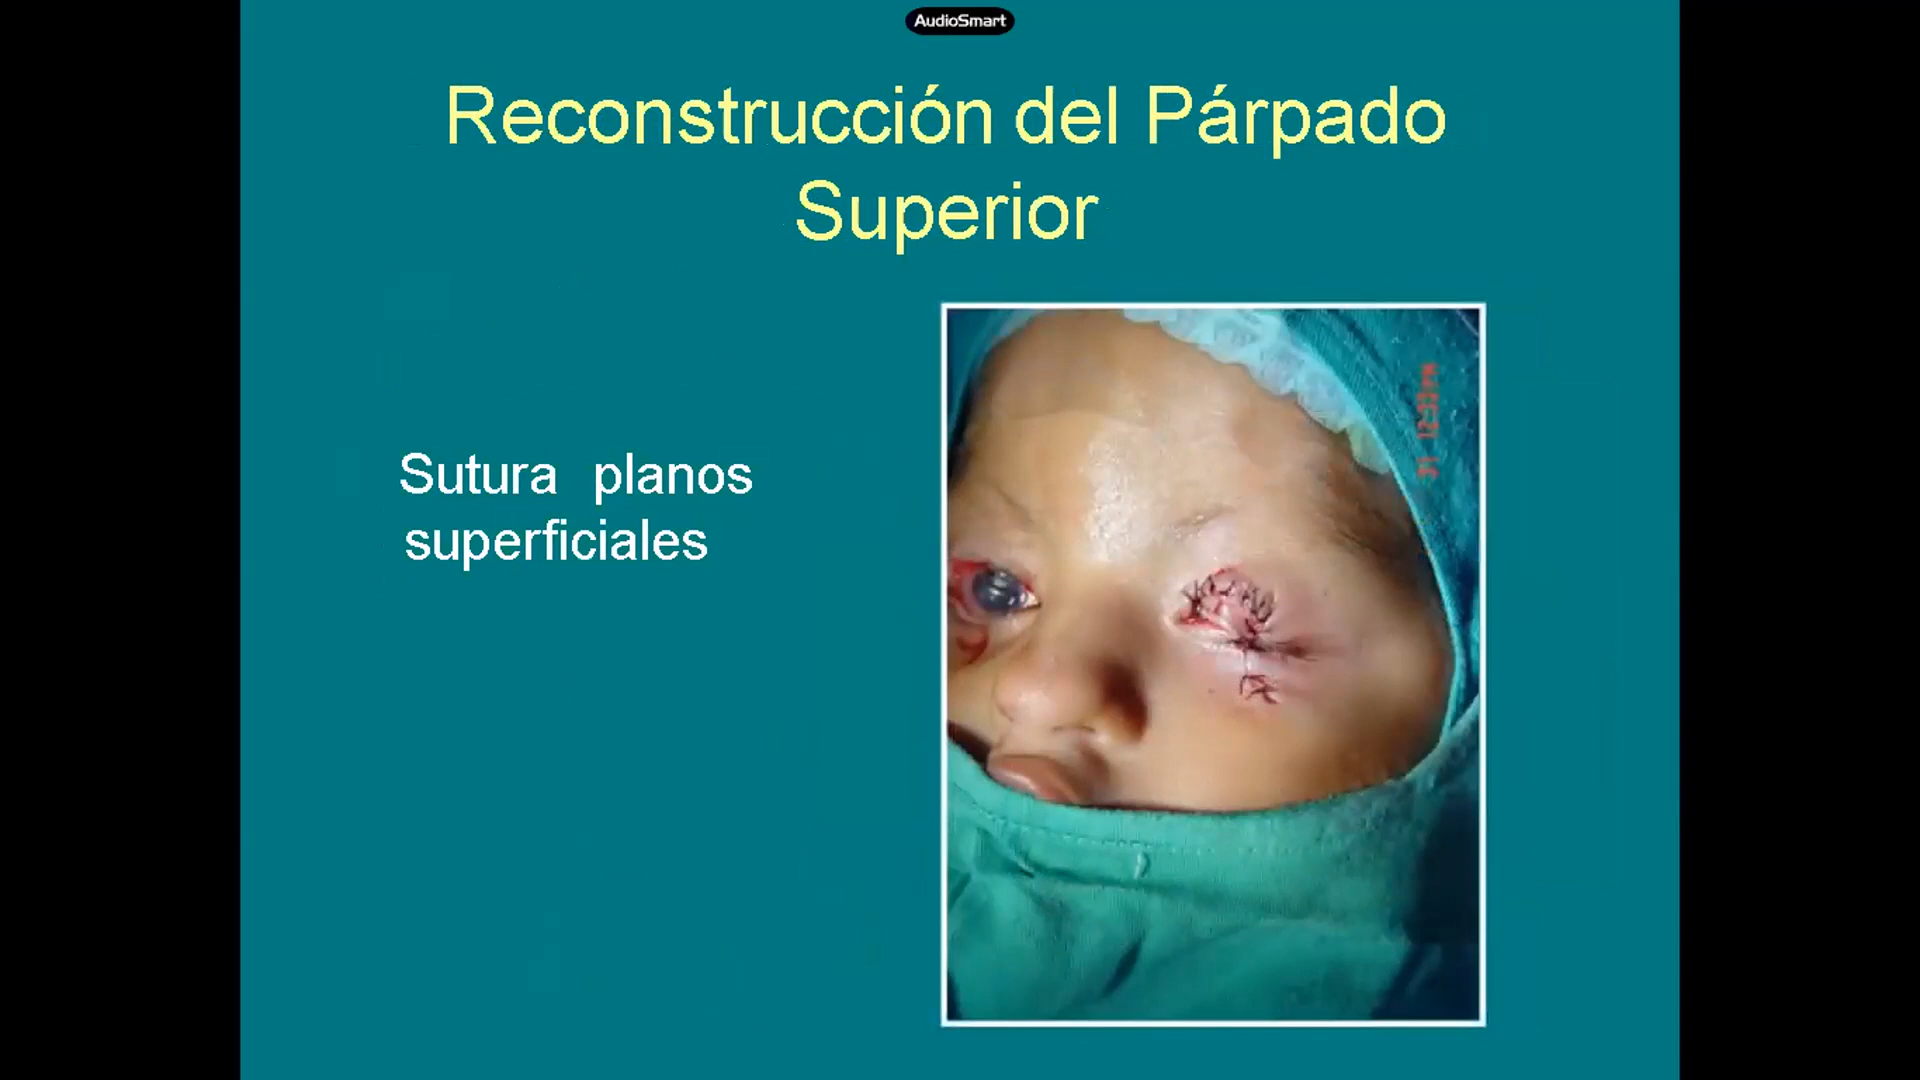 AudioSmart
Reconstrucción del Párpado
Superior
Sutura planos
superficiales